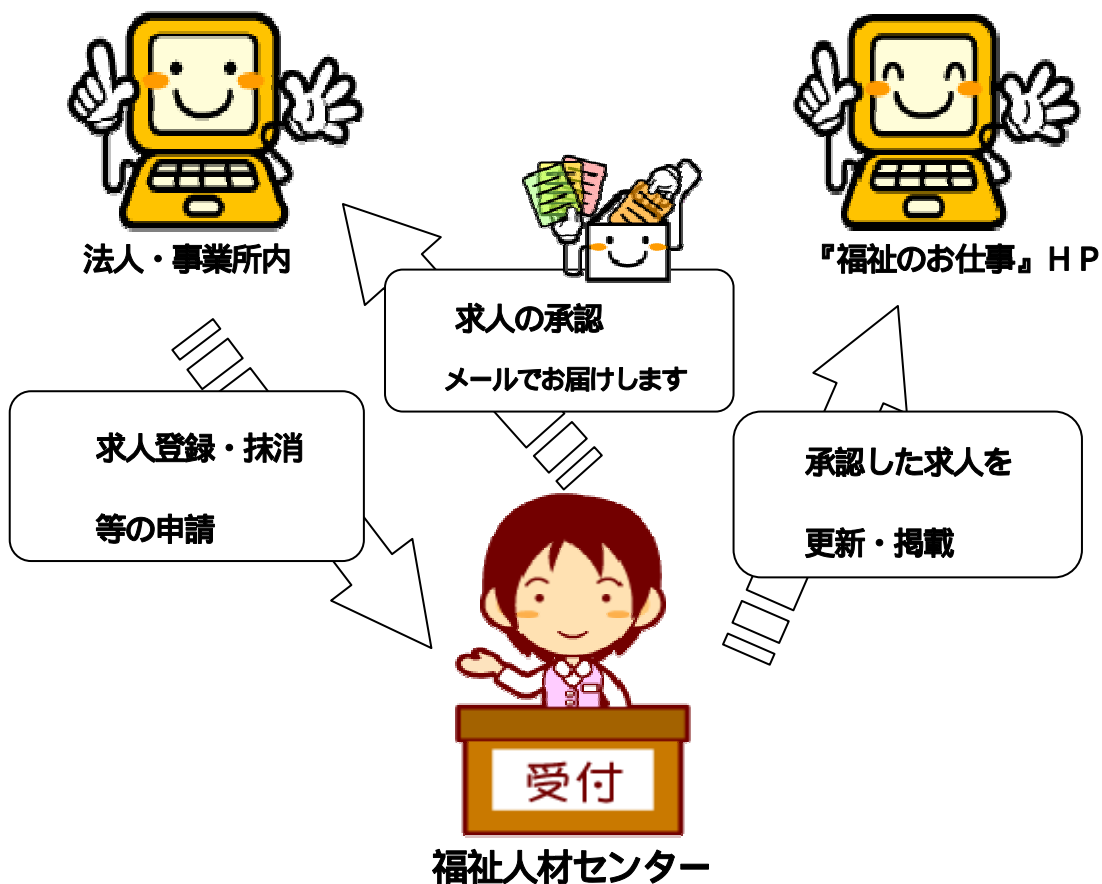 法人・事業所内
『福祉のお仕事』ＨＰ
求人の承認
メールでお届けします
求人登録・抹消
等の申請
承認した求人を
更新・掲載
受付
福祉人材センター